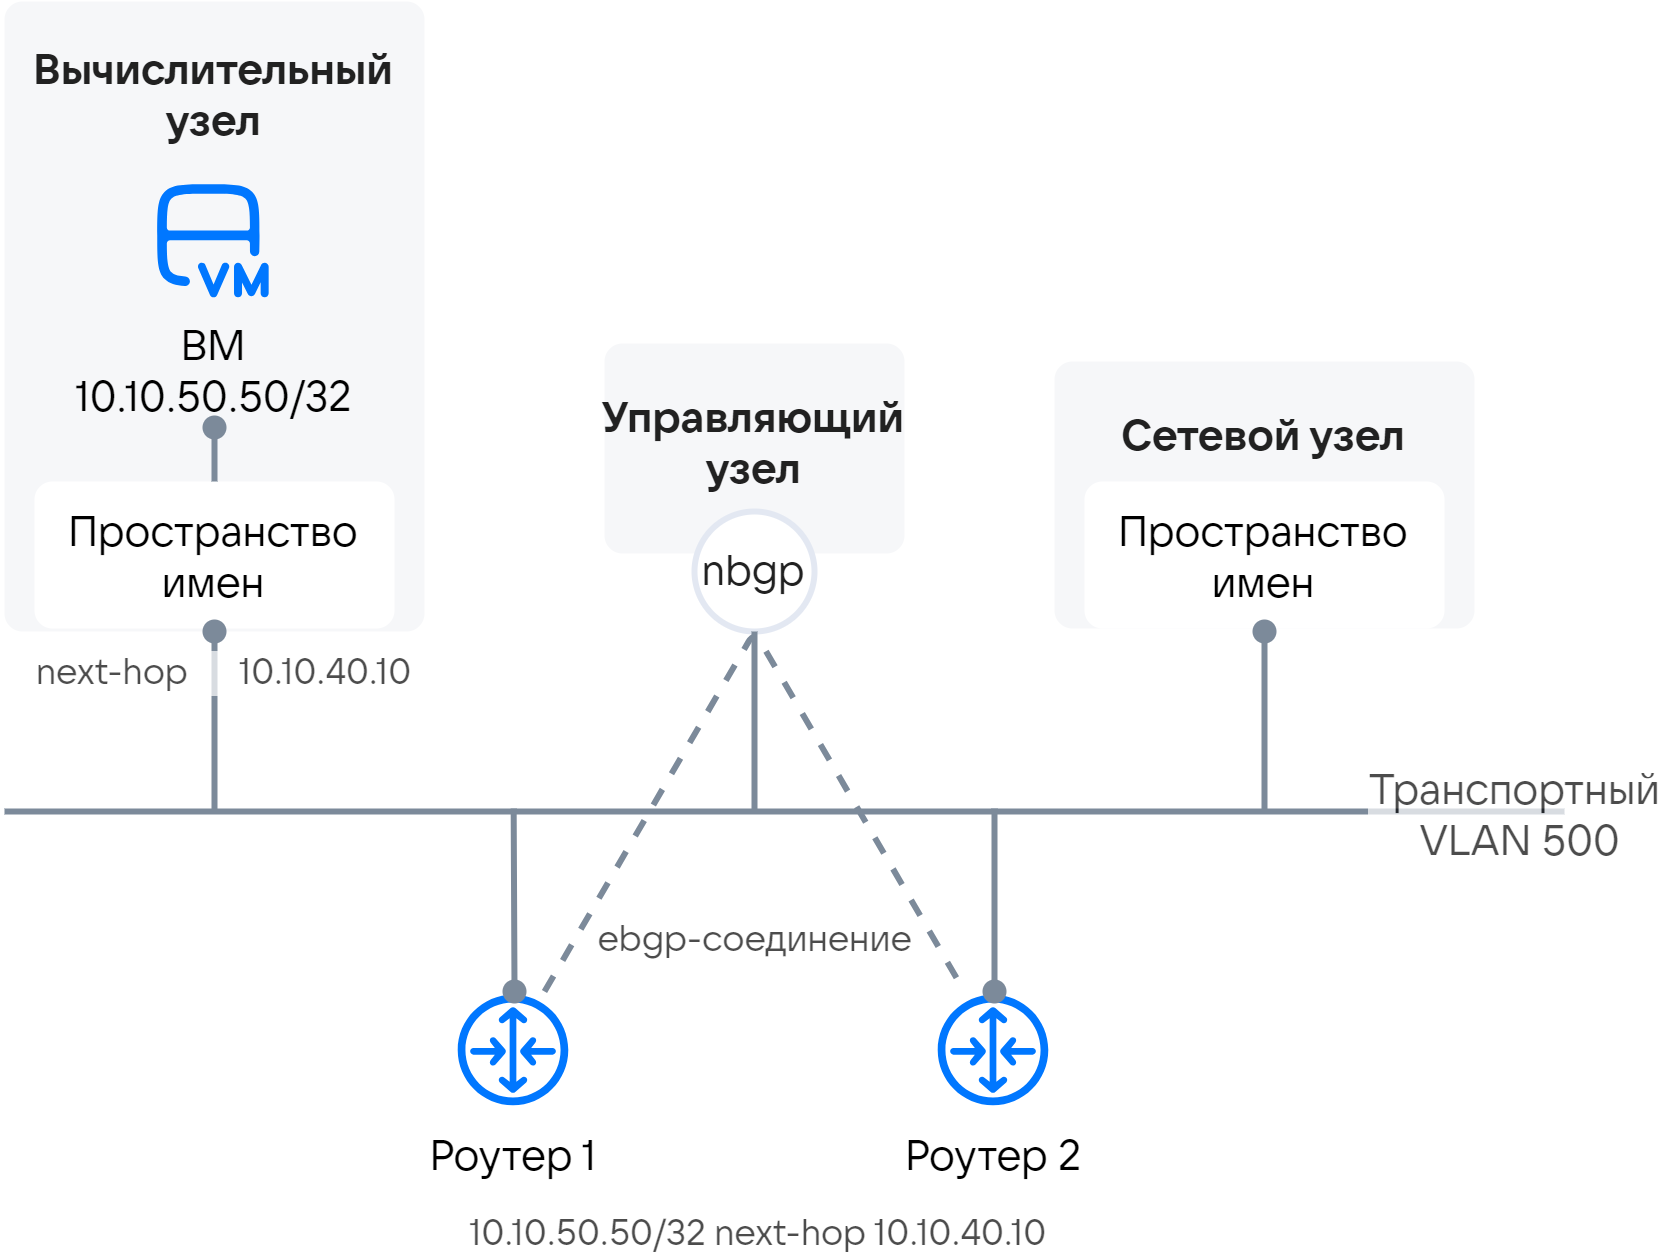 Вычислительный
узел
VM
ВМ
10.10.50.50/32
Пространство
имен
next-hop 10.10.40.10
Управляющий
узел
nbgp
Сетевой узел
Пространство
имен
Транспортный
VLAN 500
ebgp-соединение
Роутер 1
Роутер 2
10.10.50.50/32 next-hop 10.10.40.10